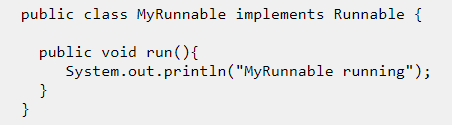 public class MyRunnable implements Runnable {
public void run(){
System.out.println("MyRunnable running");
}
}